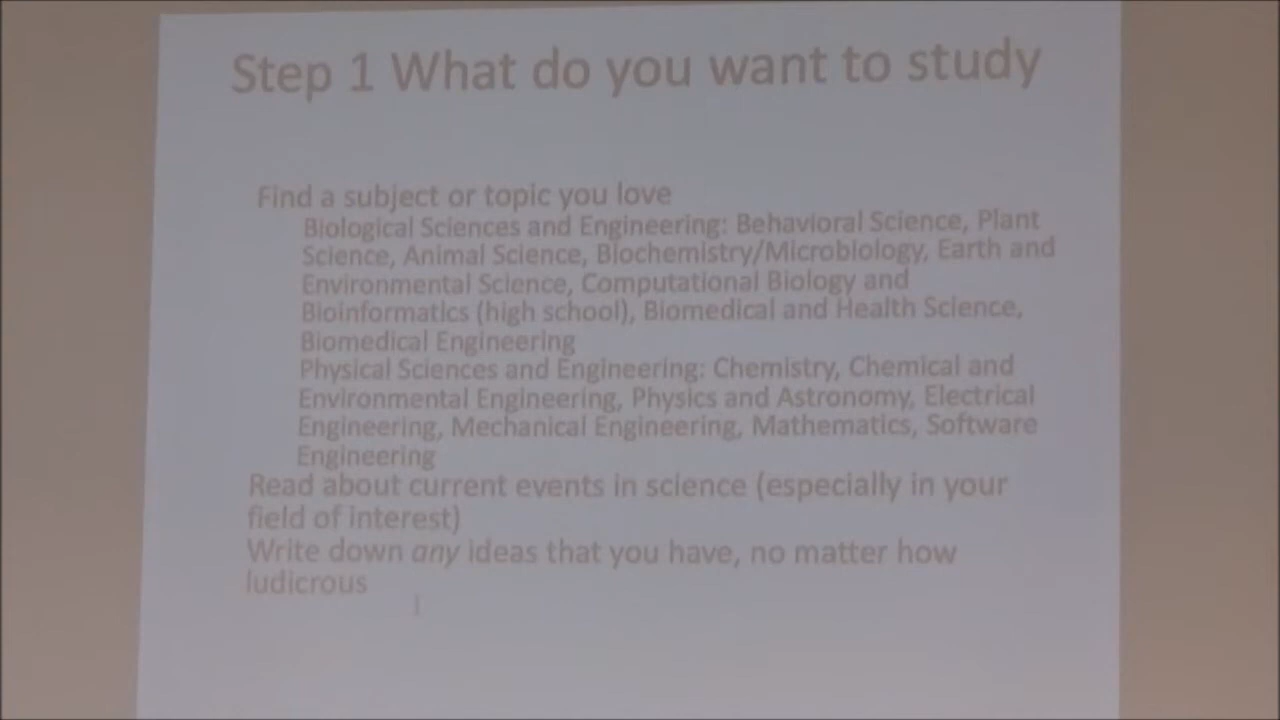 Step 1 What do you want to study
Find a subject or topic you love
Biological Sciences and Engineering: Behavioral Science, Plant
Science, Animal Science, Biochemistry/Microbiology, Earth and
Environmental Science, Computational Biology and
Bioinformatics (high school), Biomedical and Health Science,
Biomedical Engineering
Physical Sciences and Engineering: Chemistry, Chemical and
Environmental Engineering, Physics and Astronomy, Electrical
Engineering, Mechanical Engineering, Mathematics, Software
Engineering
Read about current events in science (especially in your
field of interest)
Write down any ideas that you have, no matter how
ludicrous